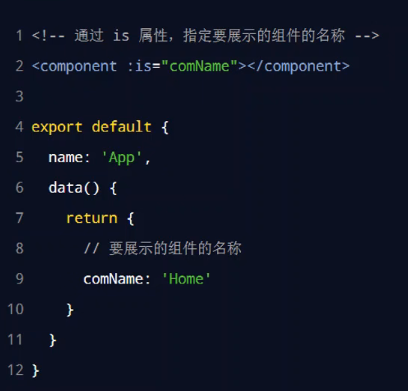 1 <!-- 通过 is 属性，指定要展示的组件的名称 -->
2 <component :is="comName"></component>
3
4 export default {
5   name: 'App',
6   data() {
7     return {
8       // 要展示的组件的名称
9       comName: 'Home'
10     }
11   }
12 }